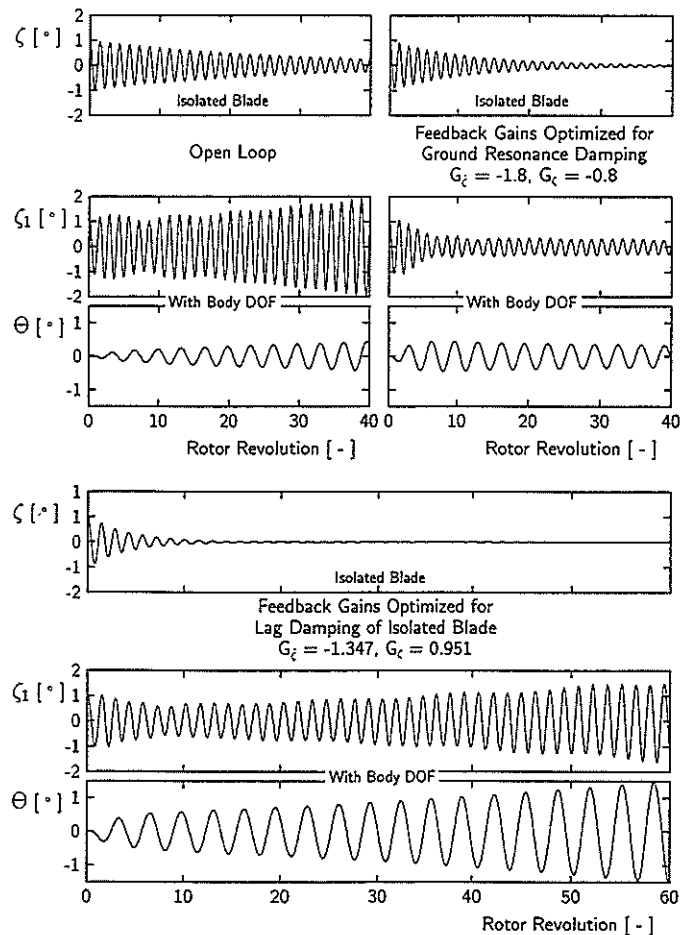 ζ [ ° ]
2
1
0
-1
-2
Isolated Blade
Isolated Blade
Open Loop
Feedback Gains Optimized for
Ground Resonance Damping
G_ζ̇ = -1.8, G_ζ = -0.8
ζ1 [ ° ]
2
1
0
-1
2
With Body DOF
With Body DOF
Θ [ ° ]
1
0
-1
0 10 20 30 40
0 10 20 30 40
Rotor Revolution [ - ]
Rotor Revolution [ - ]
ζ [ ° ]
1
1
0
-1
-2
Isolated Blade
Feedback Gains Optimized for
Lag Damping of Isolated Blade
G_ζ̇ = -1.347, G_ζ = 0.951
ζ1 [ ° ]
2
1
0
-1
2
With Body DOF
Θ [ ° ]
1
0
-1
0 10 20 30 40 50 60
Rotor Revolution [ - ]